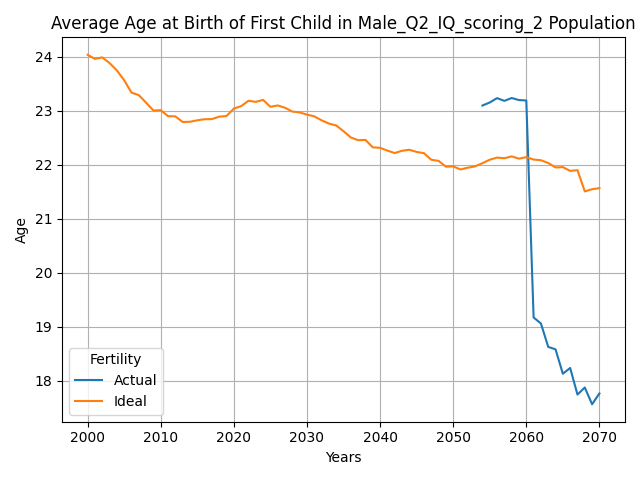 Average Age at Birth of First Child in Male_Q2_IQ_scoring_2 Population
24
23
22
21
20
19
18
Age
Fertility
Actual
Ideal
2000 2010 2020 2030 2040 2050 2060 2070
Years